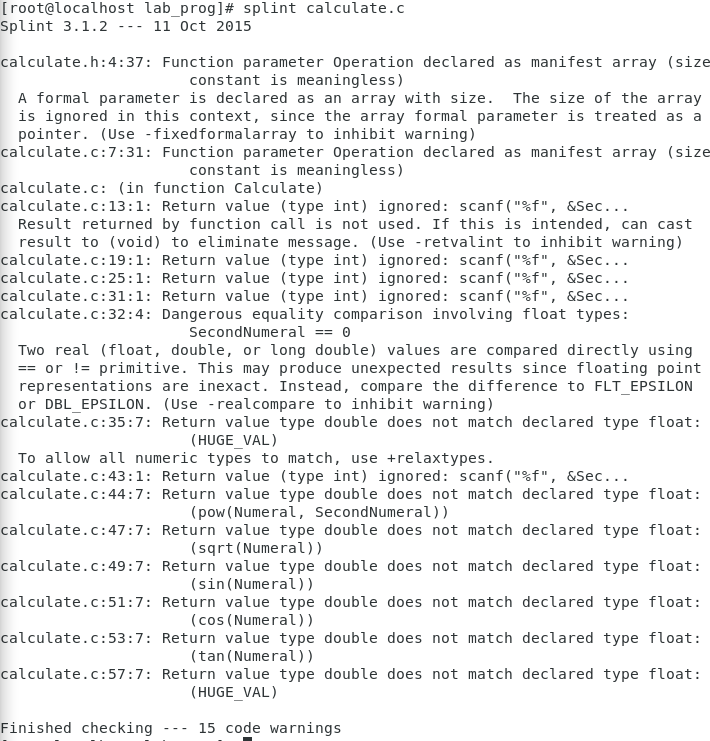 [root@localhost lab_prog]# splint calculate.c
Splint 3.1.2 --- 11 Oct 2015
calculate.h:4:37: Function parameter Operation declared as manifest array (size
constant is meaningless)
A formal parameter is declared as an array with size.  The size of the array
is ignored in this context, since the array formal parameter is treated as a
pointer. (Use -fixedformalarray to inhibit warning)
calculate.c:7:31: Function parameter Operation declared as manifest array (size
constant is meaningless)
calculate.c: (in function Calculate)
calculate.c:13:1: Return value (type int) ignored: scanf("%f", &Sec...
Result returned by function call is not used. If this is intended, can cast
result to (void) to eliminate message. (Use -retvalint to inhibit warning)
calculate.c:19:1: Return value (type int) ignored: scanf("%f", &Sec...
calculate.c:25:1: Return value (type int) ignored: scanf("%f", &Sec...
calculate.c:31:1: Return value (type int) ignored: scanf("%f", &Sec...
calculate.c:32:4: Dangerous equality comparison involving float types:
SecondNumeral == 0
Two real (float, double, or long double) values are compared directly using
== or != primitive. This may produce unexpected results since floating point
representations are inexact. Instead, compare the difference to FLT_EPSILON
or DBL_EPSILON. (Use -realcompare to inhibit warning)
calculate.c:35:7: Return value type double does not match declared type float:
(HUGE_VAL)
To allow all numeric types to match, use +relaxtypes.
calculate.c:43:1: Return value (type int) ignored: scanf("%f", &Sec...
calculate.c:44:7: Return value type double does not match declared type float:
(pow(Numeral, SecondNumeral))
calculate.c:47:7: Return value type double does not match declared type float:
(sqrt(Numeral))
calculate.c:49:7: Return value type double does not match declared type float:
(sin(Numeral))
calculate.c:51:7: Return value type double does not match declared type float:
(cos(Numeral))
calculate.c:53:7: Return value type double does not match declared type float:
(tan(Numeral))
calculate.c:57:7: Return value type double does not match declared type float:
(HUGE_VAL)
Finished checking --- 15 code warnings